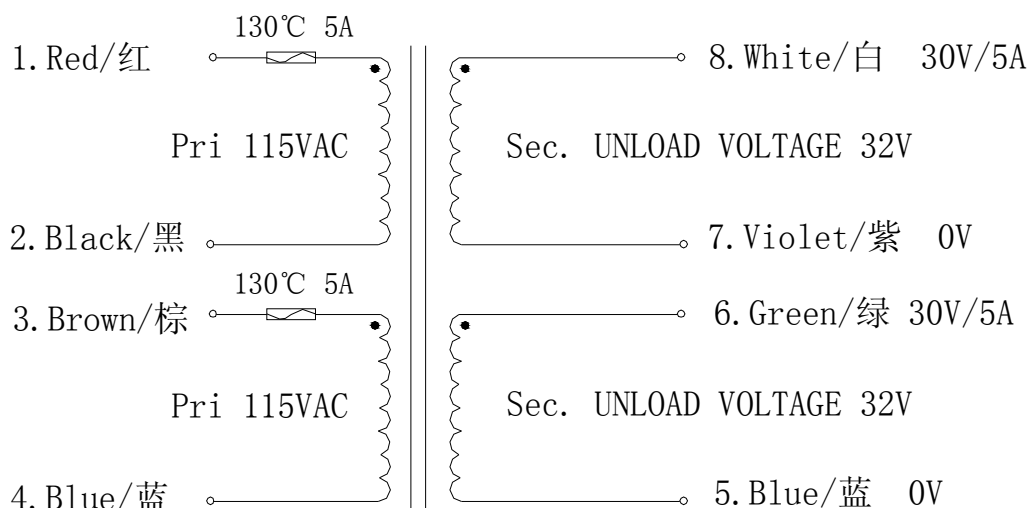 130℃ 5A
1.Red/红
8.White/白 30V/5A
Pri 115VAC
Sec. UNLOAD VOLTAGE 32V
2.Black/黑
7.Violet/紫 0V
130℃ 5A
3.Brown/棕
6.Green/绿 30V/5A
Pri 115VAC
Sec. UNLOAD VOLTAGE 32V
4.Blue/蓝
5.Blue/蓝 0V